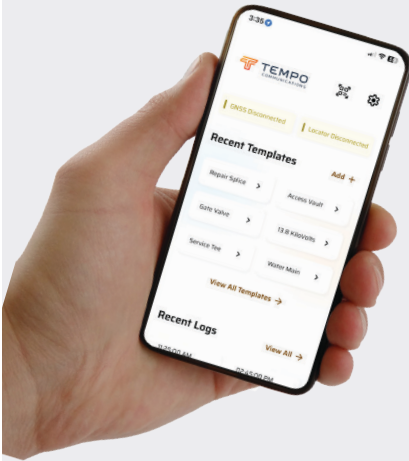 3:35
TEMPO
COMMUNICATIONS
GNSS Disconnected
Locator Disconnected
Recent Templates
Add +
Repair Splice >
Access Vault >
Gate Valve >
13.8 KiloVolts >
Service Tee >
Water Main >
View All Templates →
Recent Logs
View All →
11:25:00 AM
02:45:00 PM